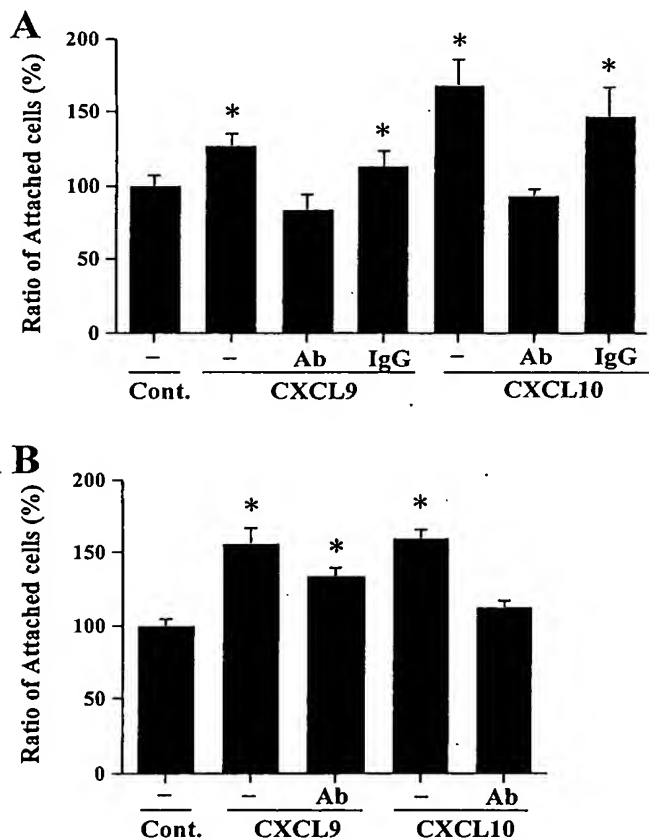 A
Ratio of Attached cells (%)
200
*
*
*
*
150
100
50
0
– – Ab IgG – Ab IgG
Cont. CXCL9 CXCL10
B
Ratio of Attached cells (%)
200
*
*
*
150
100
50
0
– – Ab – Ab
Cont. CXCL9 CXCL10